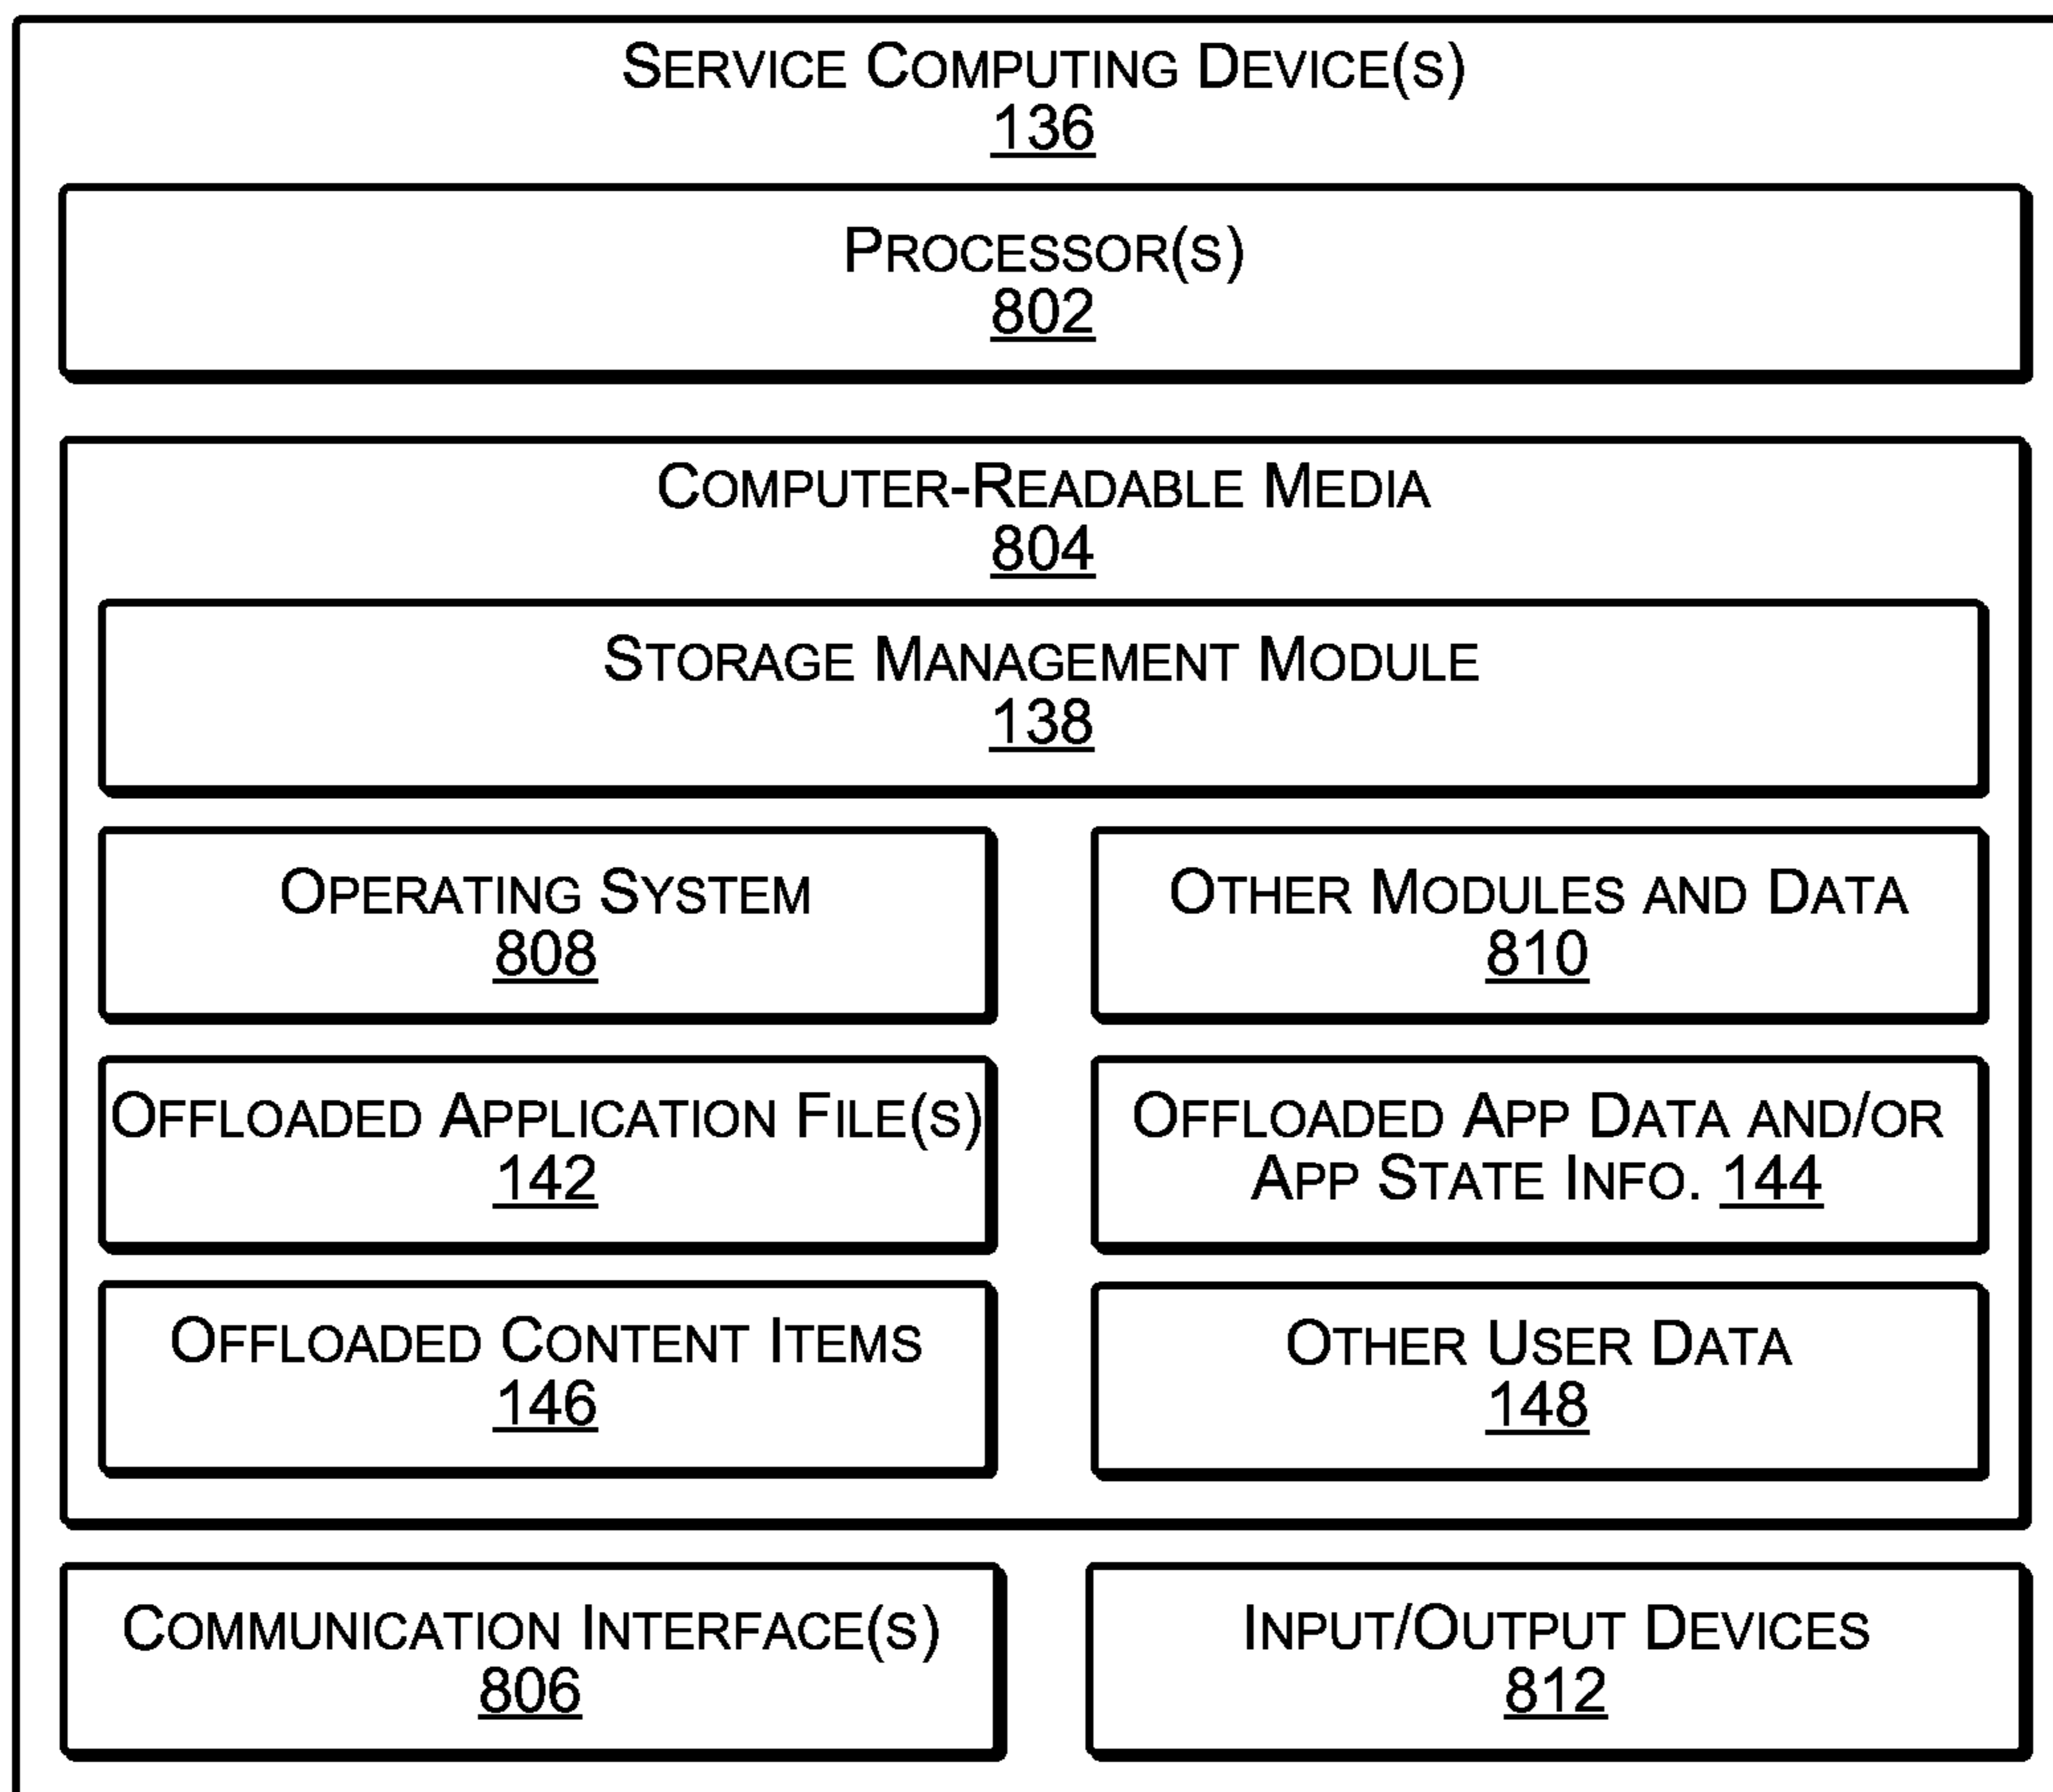 SERVICE COMPUTING DEVICE(S)
136
PROCESSOR(S)
802
COMPUTER-READABLE MEDIA
804
STORAGE MANAGEMENT MODULE
138
OPERATING SYSTEM
808
OTHER MODULES AND DATA
810
OFFLOADED APPLICATION FILE(S)
142
OFFLOADED APP DATA AND/OR
APP STATE INFO. 144
OFFLOADED CONTENT ITEMS
146
OTHER USER DATA
148
COMMUNICATION INTERFACE(S)
806
INPUT/OUTPUT DEVICES
812